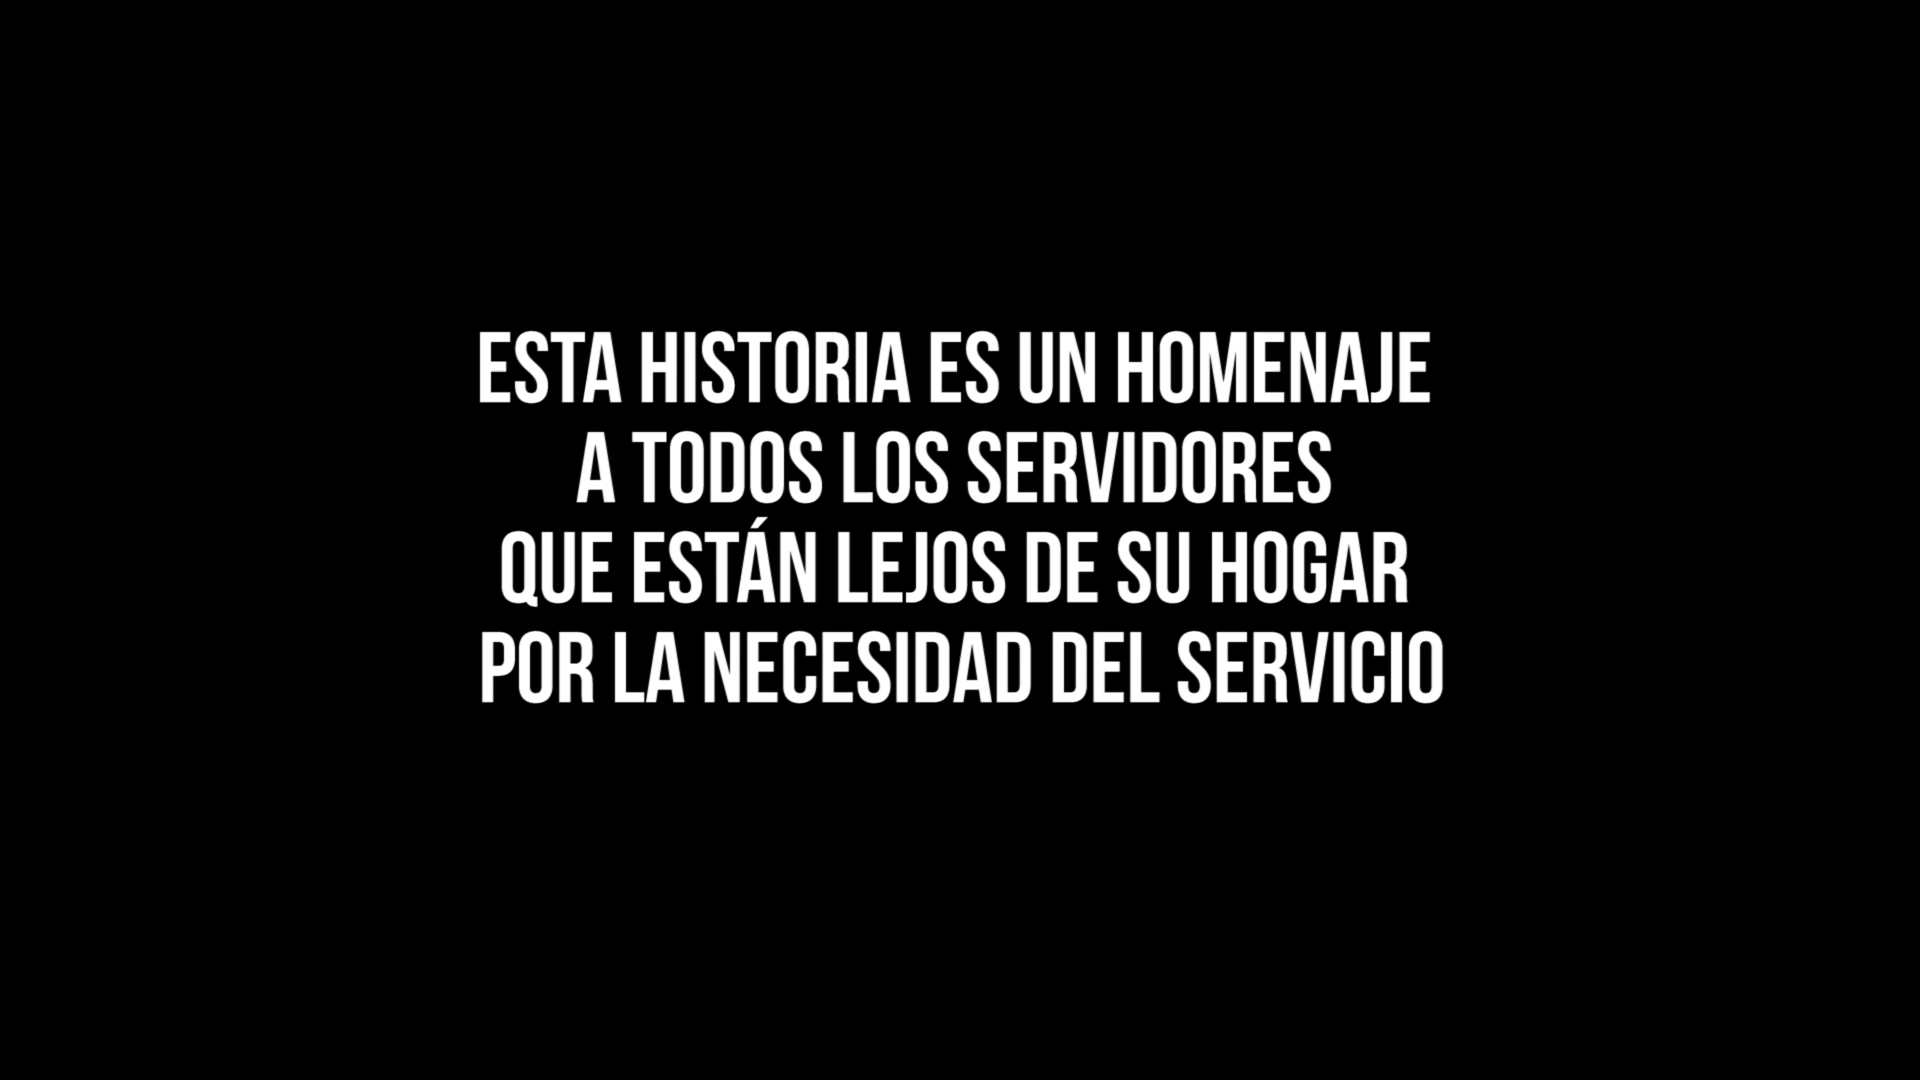 ESTA HISTORIA ES UN HOMENAJE
A TODOS LOS SERVIDORES
QUE ESTÁN LEJOS DE SU HOGAR
POR LA NECESIDAD DEL SERVICIO